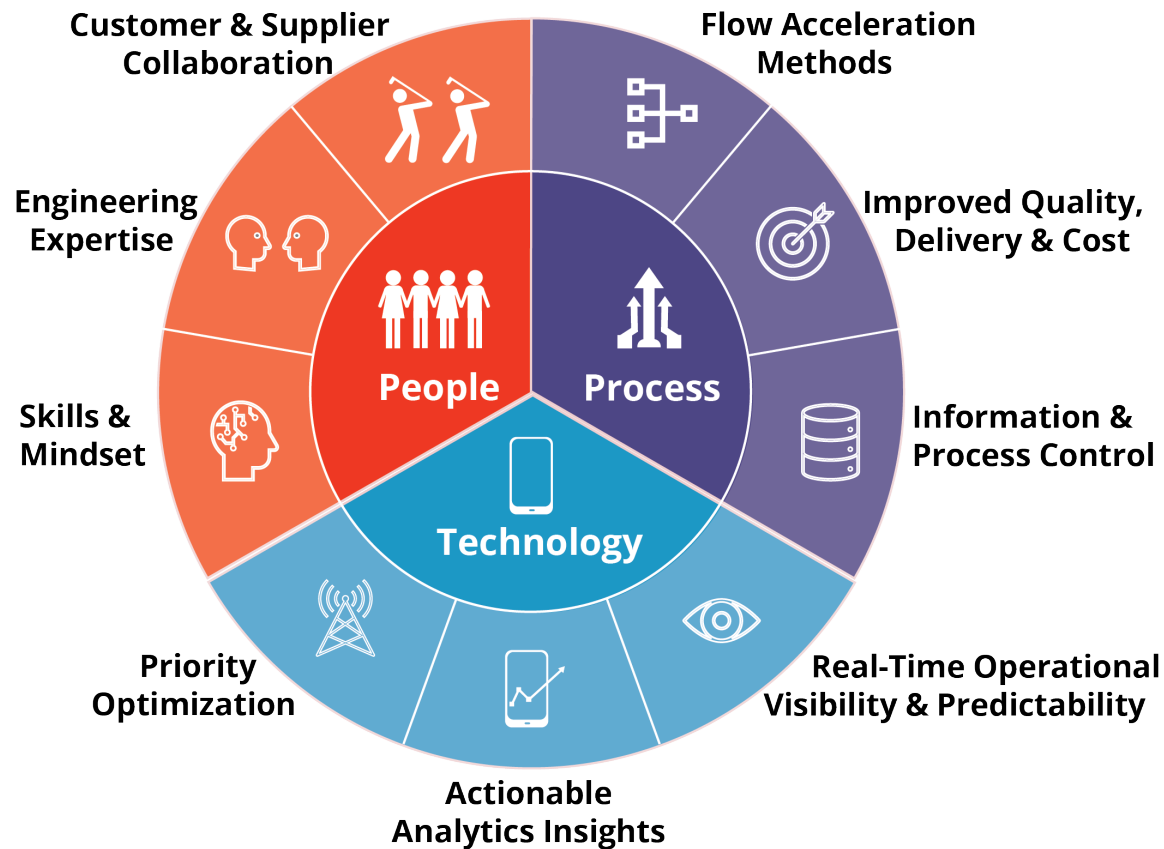 Customer & Supplier
Collaboration
Flow Acceleration
Methods
Engineering
Expertise
Improved Quality,
Delivery & Cost
People
Process
Skills &
Mindset
Information &
Process Control
Technology
Priority
Optimization
Real-Time Operational
Visibility & Predictability
Actionable
Analytics Insights